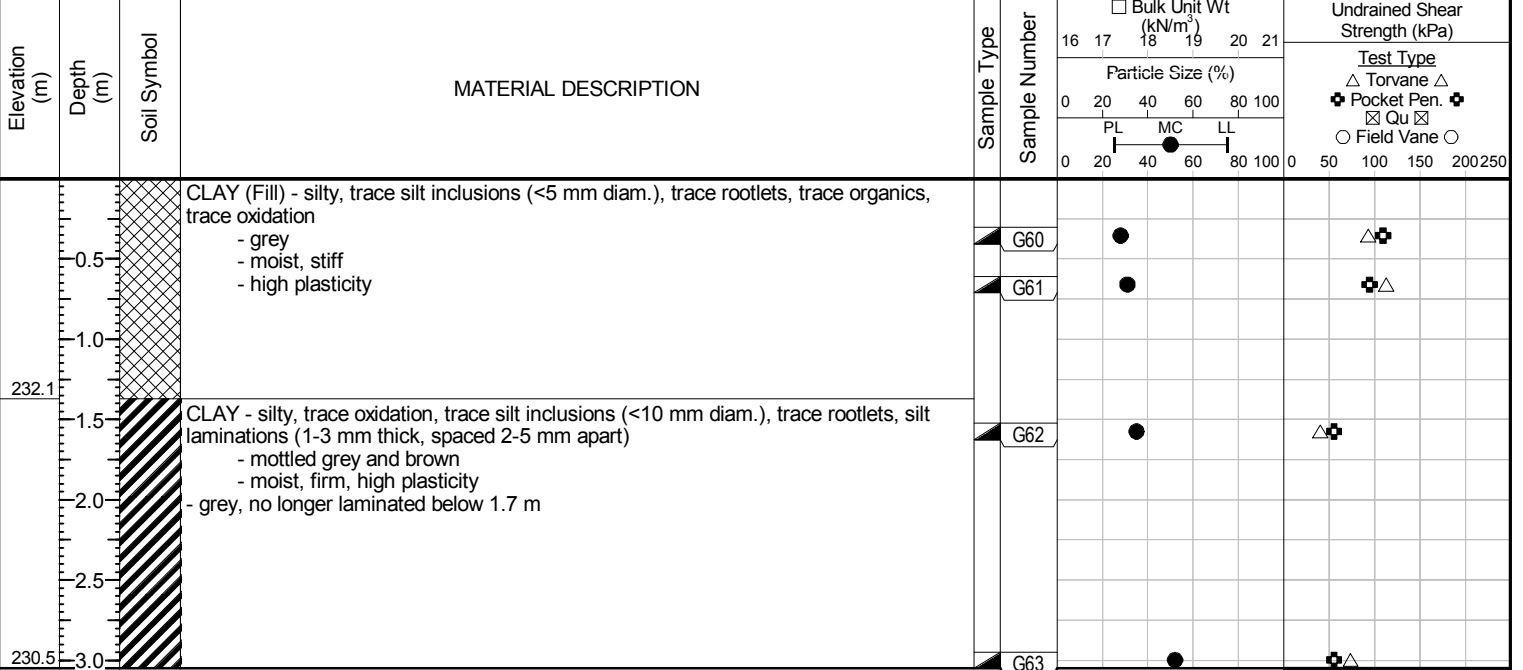 Elevation
(m)
Depth
(m)
Soil Symbol
MATERIAL DESCRIPTION
Sample Type
Sample Number
□ Bulk Unit Wt
(kN/m³)
16 17 18 19 20 21
Particle Size (%)
0 20 40 60 80 100
PL MC LL
0 20 40 60 80 100
Undrained Shear
Strength (kPa)
Test Type
△ Torvane △
✚ Pocket Pen. ✚
☒ Qu ☒
○ Field Vane ○
0 50 100 150 200 250
CLAY (Fill) - silty, trace silt inclusions (<5 mm diam.), trace rootlets, trace organics,
trace oxidation
- grey
- moist, stiff
- high plasticity
G60
0.5
G61
1.0
232.1
CLAY - silty, trace oxidation, trace silt inclusions (<10 mm diam.), trace rootlets, silt
laminations (1-3 mm thick, spaced 2-5 mm apart)
- mottled grey and brown
- moist, firm, high plasticity
- grey, no longer laminated below 1.7 m
1.5
G62
2.0
2.5
230.5
3.0
G63